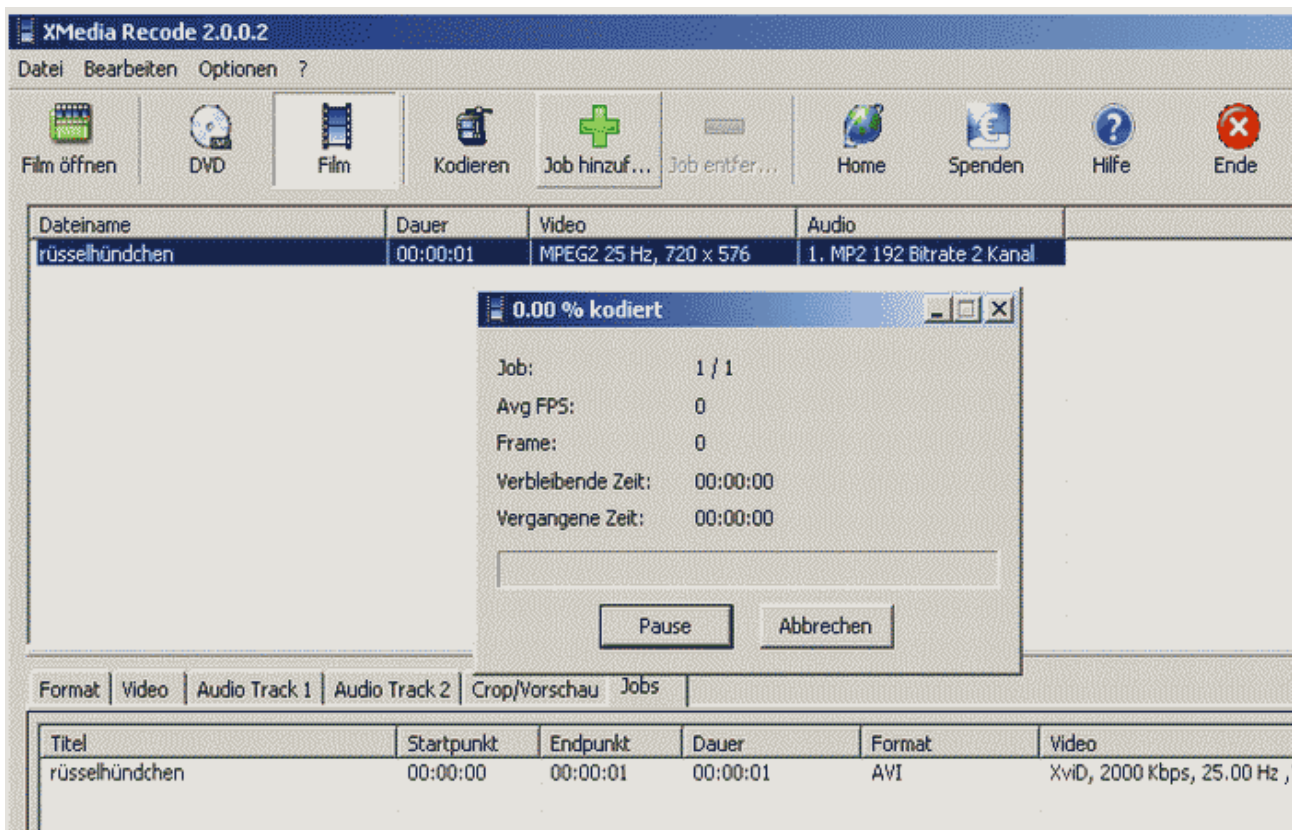 XMedia Recode 2.0.0.2
Datei Bearbeiten Optionen ?
Film öffnen DVD Film Kodieren Job hinzuf... Job entfer... Home Spenden Hilfe Ende
Dateiname Dauer Video Audio
rüsselhündchen 00:00:01 MPEG2 25 Hz, 720 x 576 1. MP2 192 Bitrate 2 Kanal
0.00 % kodiert
Job: 1 / 1
Avg FPS: 0
Frame: 0
Verbleibende Zeit: 00:00:00
Vergangene Zeit: 00:00:00
Pause Abbrechen
Format Video Audio Track 1 Audio Track 2 Crop/Vorschau Jobs
Titel Startpunkt Endpunkt Dauer Format Video
rüsselhündchen 00:00:00 00:00:01 00:00:01 AVI XviD, 2000 Kbps, 25.00 Hz ,